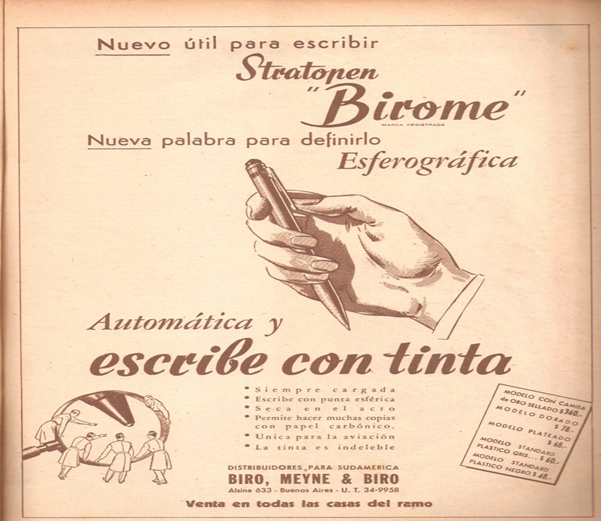 Nuevo útil para escribir
Stratopen
"Birome"
MARCA REGISTRADA
Nueva palabra para definirlo
Esferográfica
Automática y
escribe con tinta
• Siempre cargada
• Escribe con punta esférica
• Seca en el acto
• Permite hacer muchas copias
con papel carbónico.
• Unica para la aviación
• La tinta es indeleble
MODELO CON CAMISA
de ORO SELLADO $360,-
MODELO DORADO
$ 78.-
MODELO PLATEADO
$ 68.-
MODELO STANDARD
PLASTICO GRIS... $ 60.-
MODELO STANDARD
PLASTICO NEGRO $ 48.-
DISTRIBUIDORES PARA SUDAMERICA
BIRO, MEYNE & BIRO
Alsina 633 - Buenos Aires - U. T. 34-9958
Venta en todas las casas del ramo